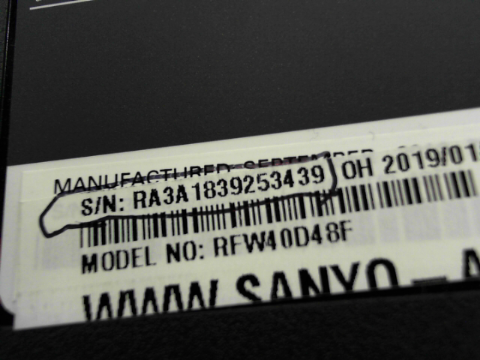 MANUFACTURED SEPTEMBER
S/N: RA3A1839253439 OH 2019/01
MODEL NO: RFW40D48F
WWW.SANYO-A